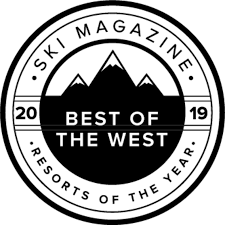 • SKI MAGAZINE •
20 19
BEST OF
THE WEST
RESORTS OF THE YEAR